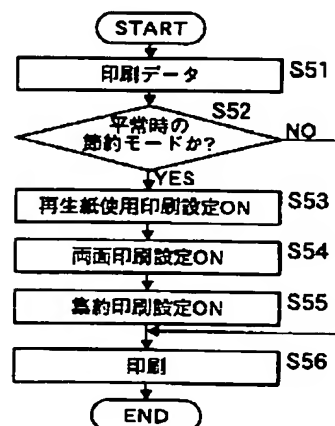 START
印刷データ S51
平常時の S52
節約モードか? NO
YES
再生紙使用印刷設定ON S53
両面印刷設定ON S54
集約印刷設定ON S55
印刷 S56
END